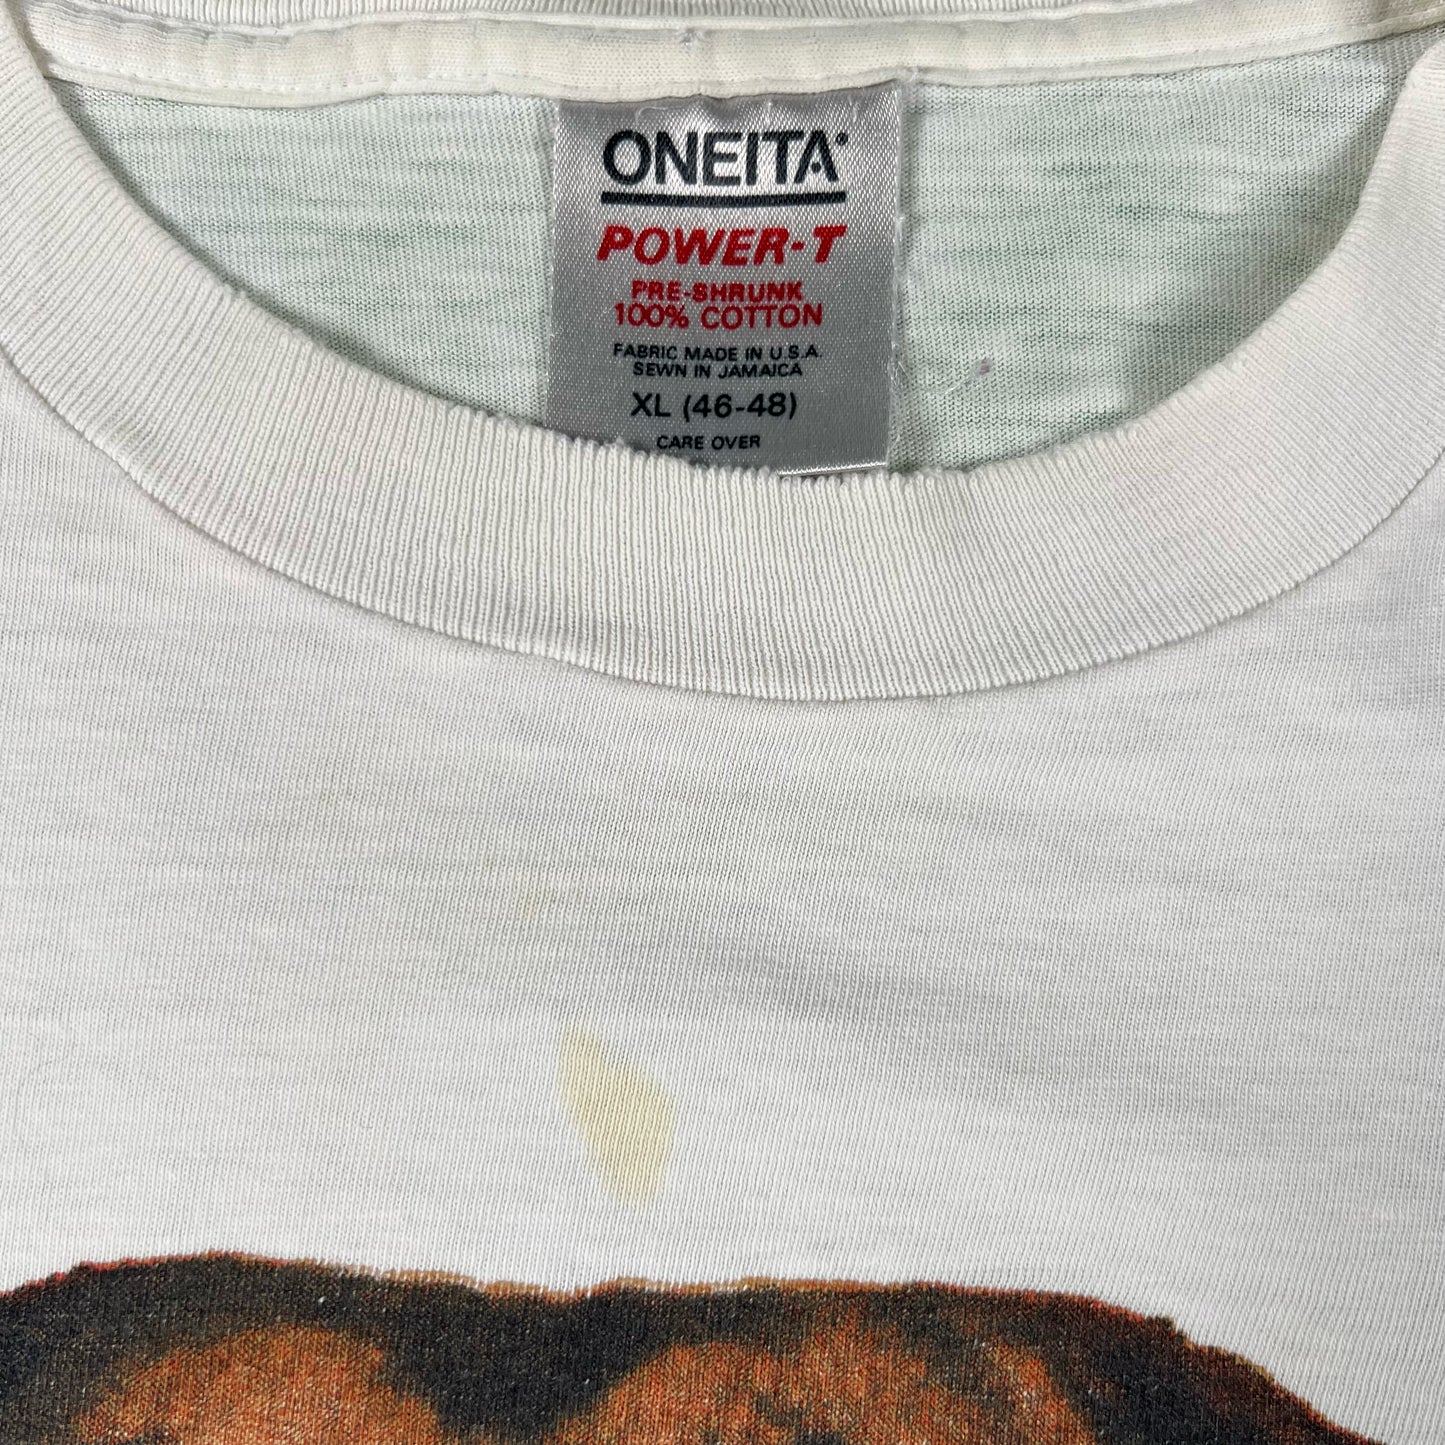 ONEITA®
POWER-T
PRE-SHRUNK
100% COTTON
FABRIC MADE IN U.S.A.
SEWN IN JAMAICA
XL (46-48)
CARE OVER